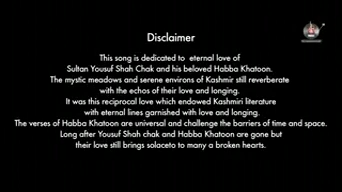 Disclaimer
This song is dedicated to eternal love of
Sultan Yousuf Shah Chak and his beloved Habba Khatoon.
The mystic meadows and serene environs of Kashmir still reverberate
with the echos of their love and longing.
It was this reciprocal love which endowed Kashmiri literature
with eternal lines garnished with love and longing.
The verses of Habba Khatoon are universal and challenge the barriers of time and space.
Long after Yousuf Shah chak and Habba Khatoon are gone but
their love still brings solaceto to many a broken hearts.